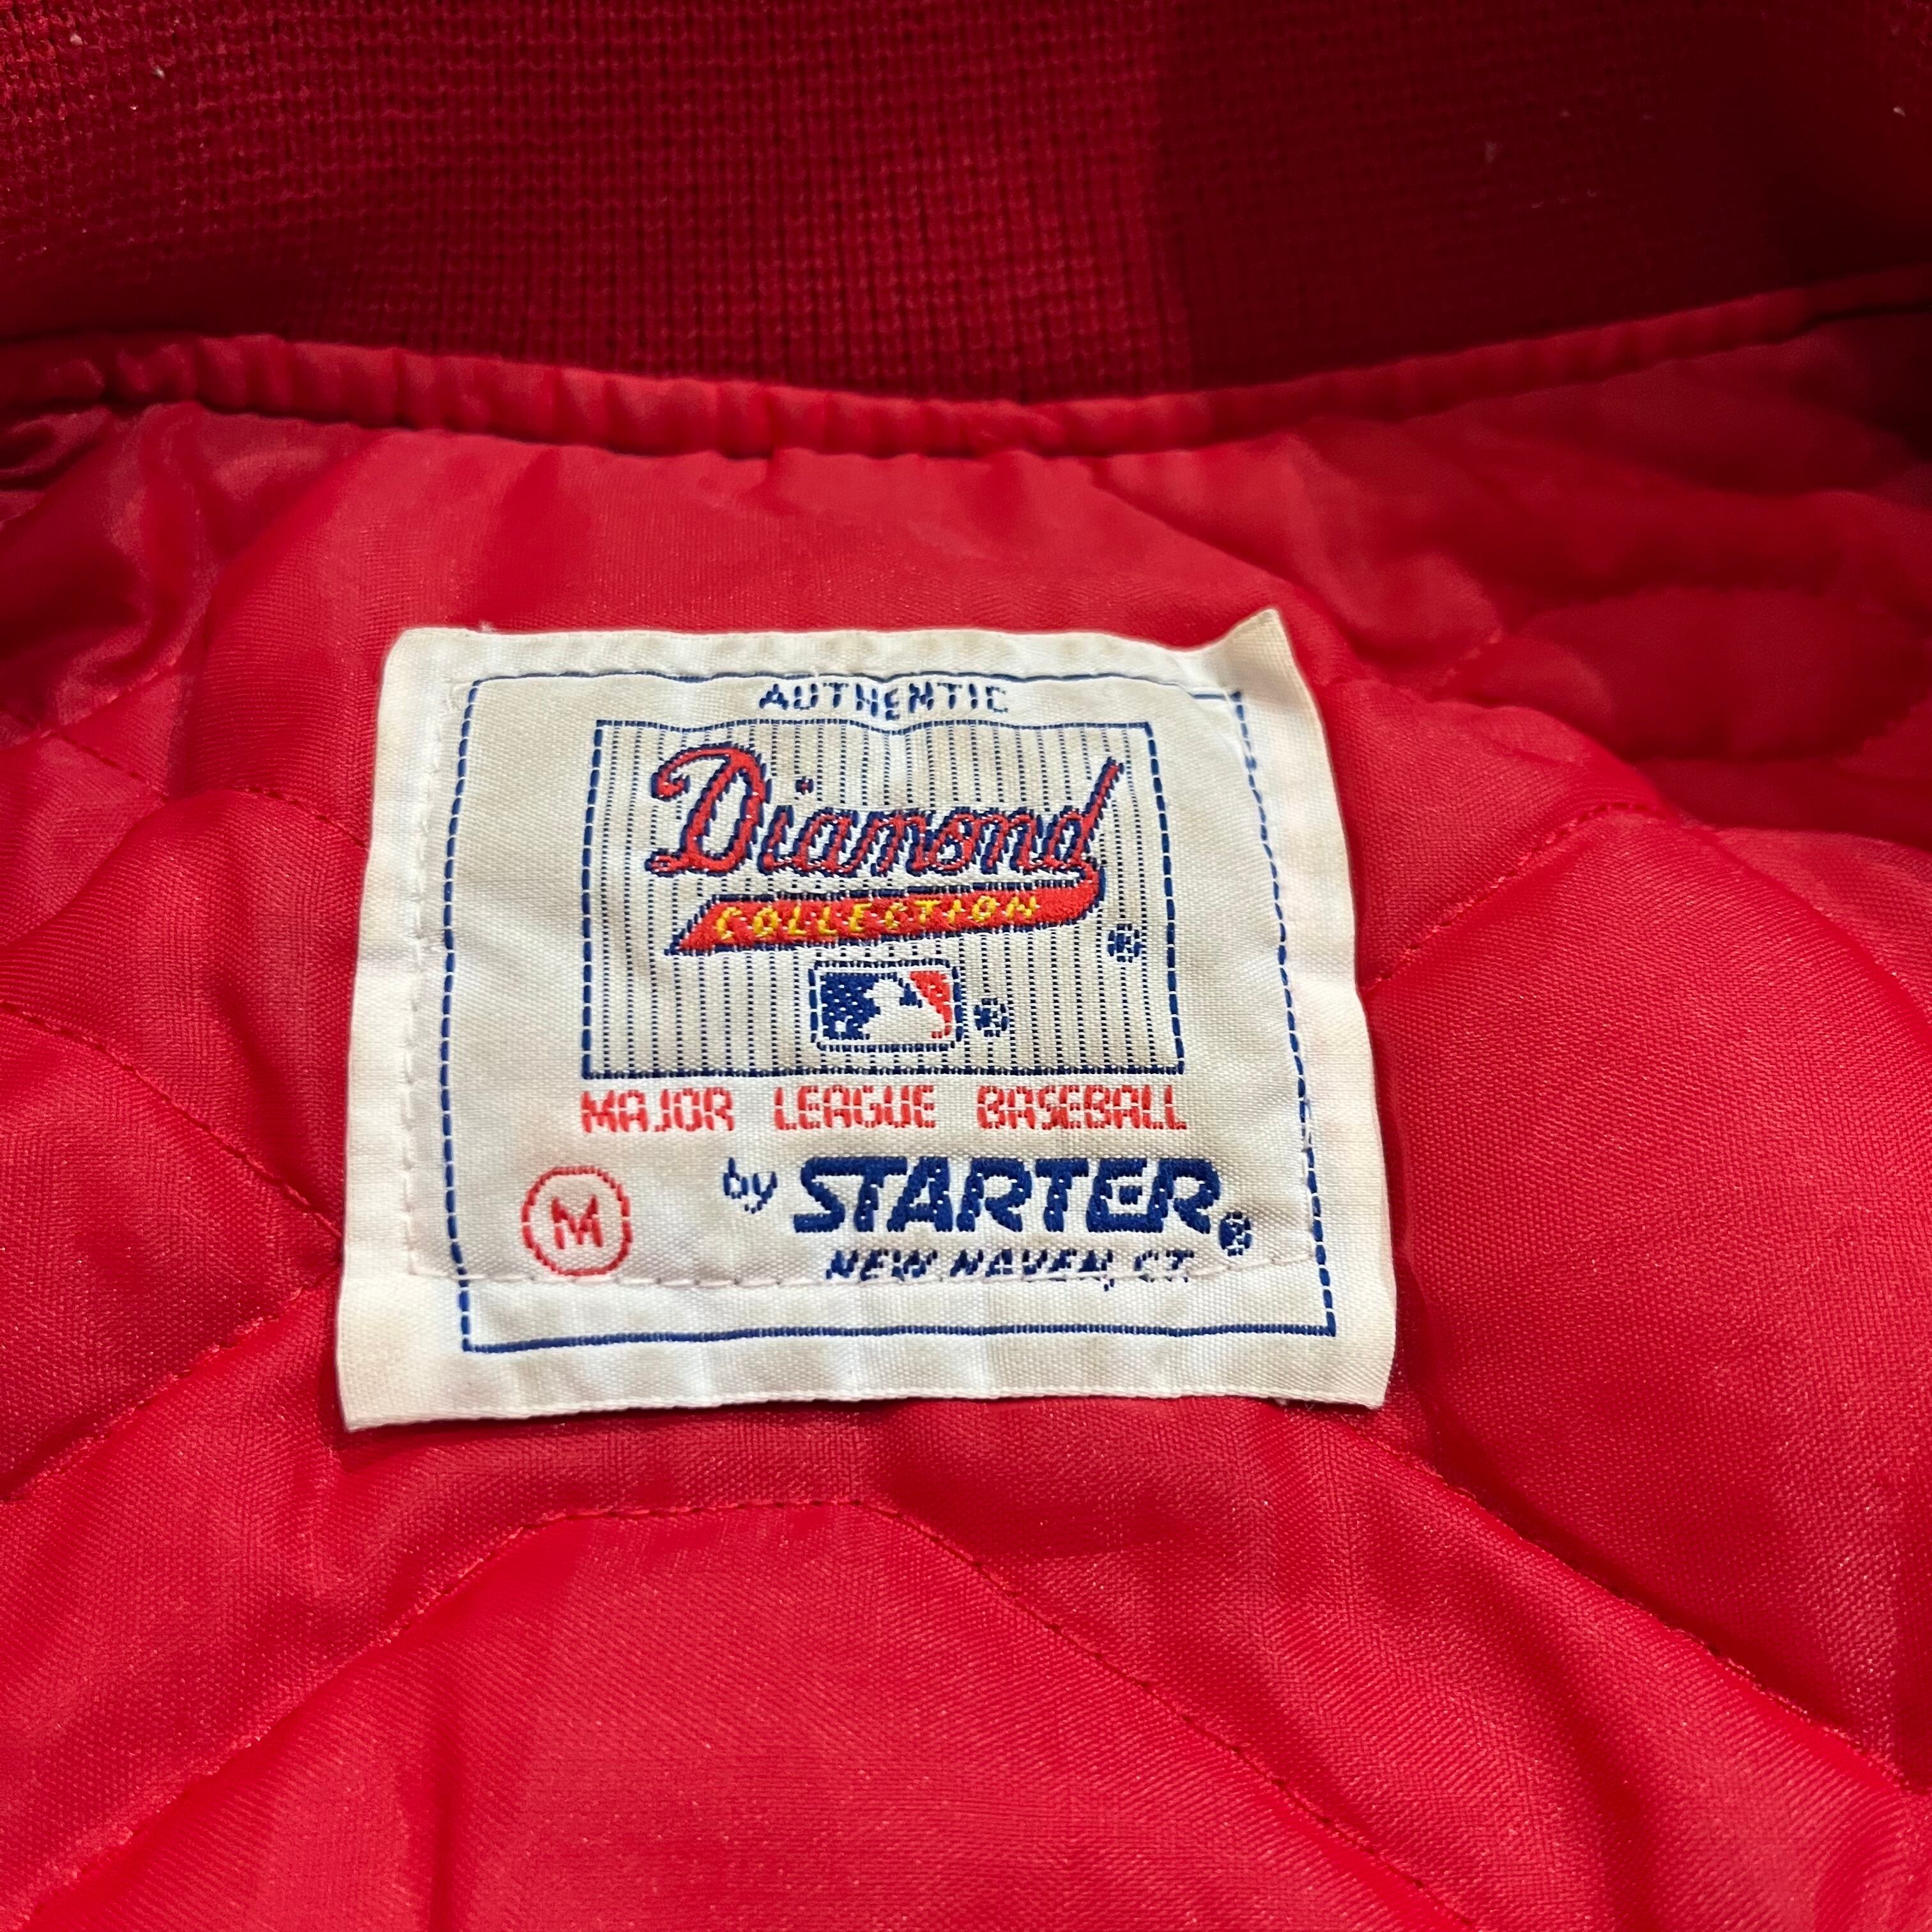 AUTHENTIC
Diamond
COLLECTION ®
®
MAJOR LEAGUE BASEBALL
M
by STARTER®
NEW HAVEN, CT.